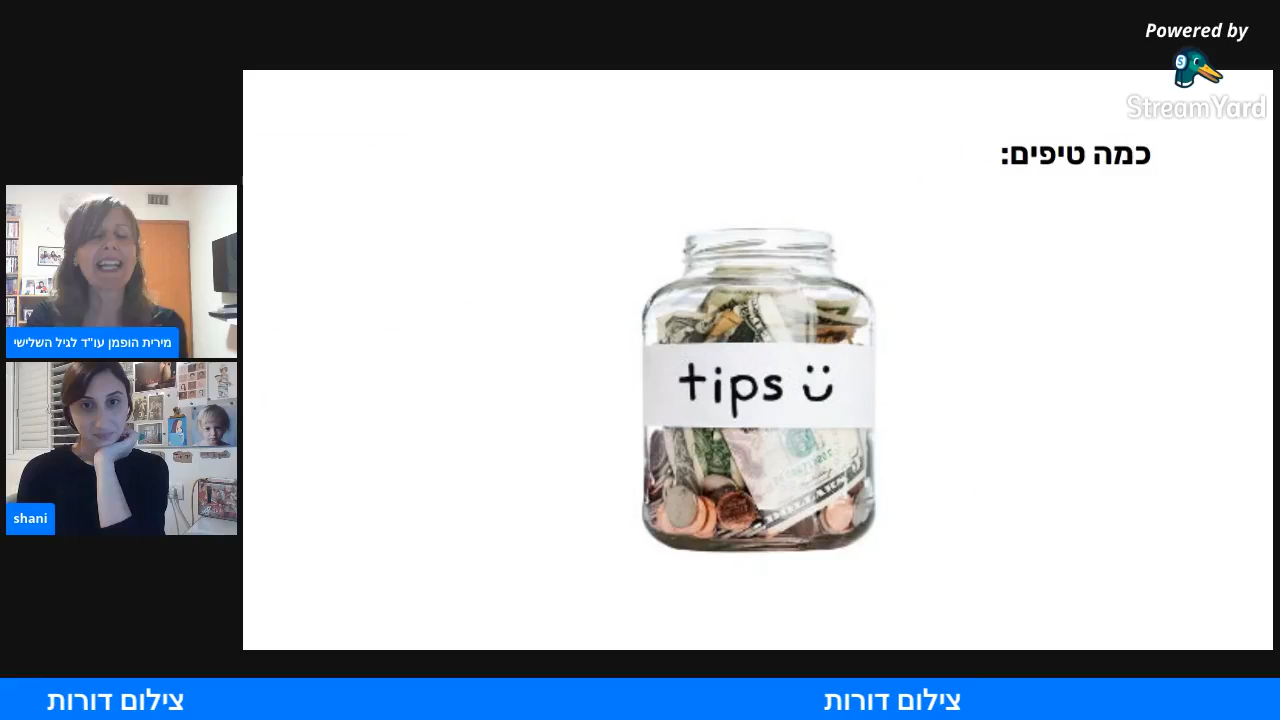 Powered by
StreamYard
כמה טיפים:
tips
מירית הופמן עו"ד לגיל השלישי
shani
צילום דורות
צילום דורות